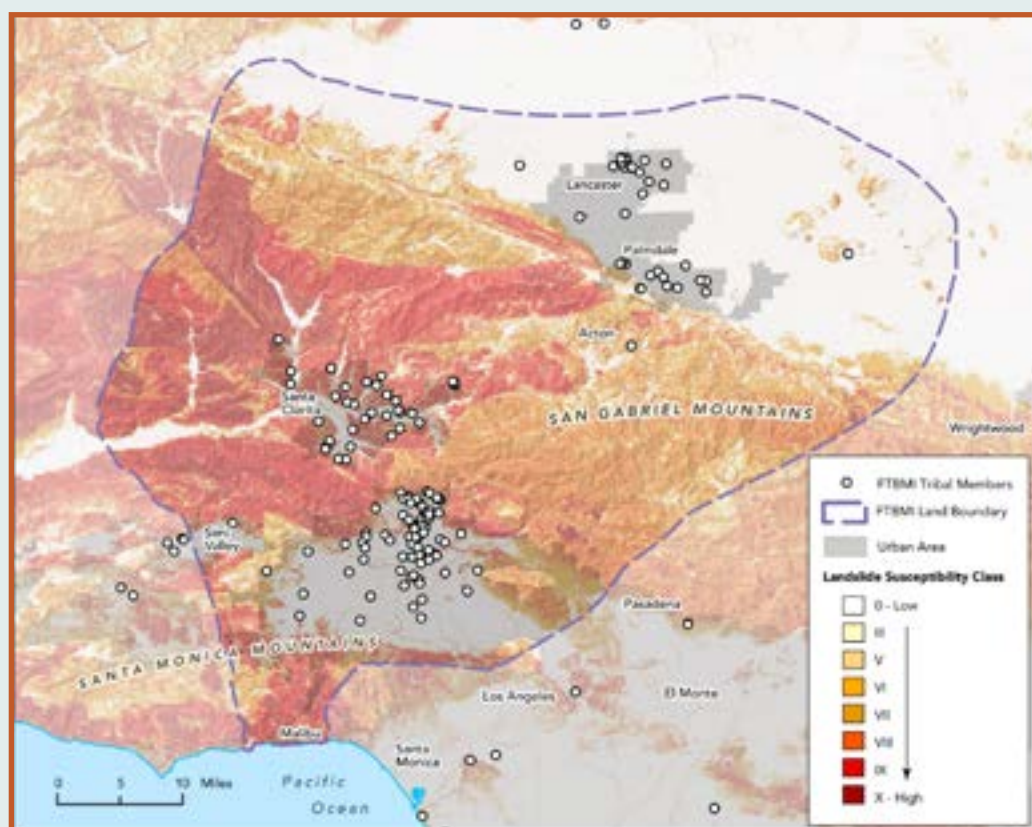 Lancaster
Palmdale
Acton
Santa
Clarita
SAN GABRIEL MOUNTAINS
Wrightwood
Simi
Valley
Pasadena
SANTA MONICA MOUNTAINS
Los Angeles
El Monte
Malibu
Santa
Monica
Pacific
Ocean
0 5 10 Miles
FTBMI Tribal Members
FTBMI Land Boundary
Urban Area
Landslide Susceptibility Class
0 - Low
III
V
VI
VII
VIII
IX
X - High